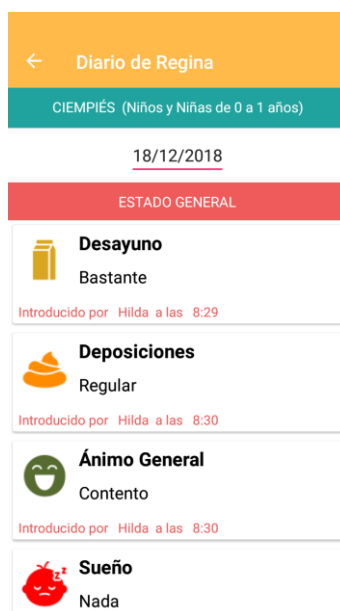 Diario de Regina
CIEMPIÉS (Niños y Niñas de 0 a 1 años)
18/12/2018
ESTADO GENERAL
Desayuno
Bastante
Introducido por Hilda a las 8:29
Deposiciones
Regular
Introducido por Hilda a las 8:30
Ánimo General
Contento
Introducido por Hilda a las 8:30
Sueño
Nada